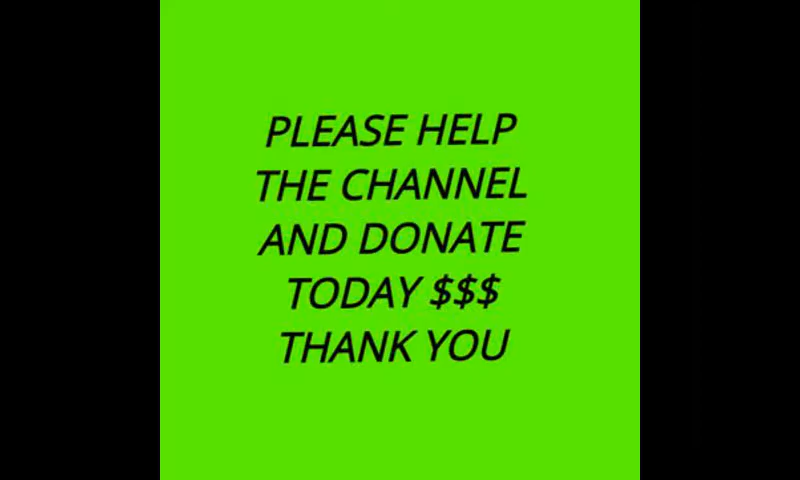 PLEASE HELP
THE CHANNEL
AND DONATE
TODAY $$$
THANK YOU